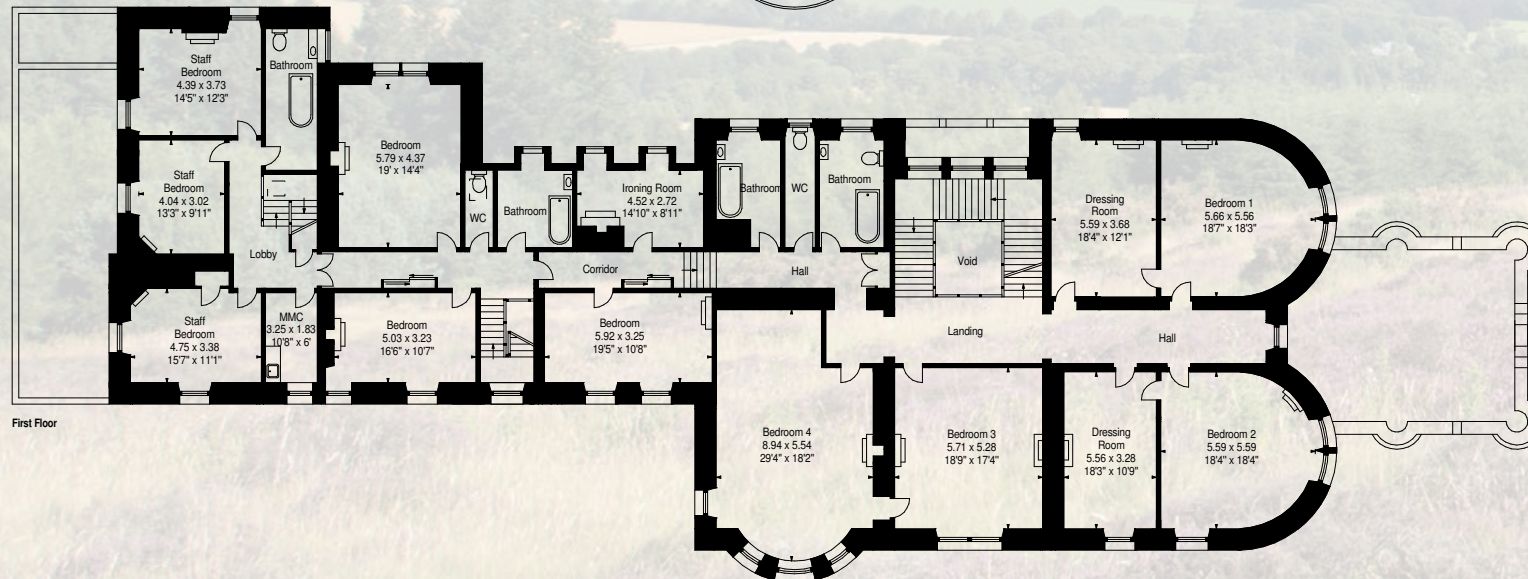 Staff
Bedroom
4.39 x 3.73
14'5" x 12'3"
Bathroom
Bedroom
5.79 x 4.37
19' x 14'4"
Staff
Bedroom
4.04 x 3.02
13'3" x 9'11"
Lobby
WC
Bathroom
Ironing Room
4.52 x 2.72
14'10" x 8'11"
Corridor
Bathroom
WC
Bathroom
Hall
Void
Dressing
Room
5.59 x 3.68
18'4" x 12'1"
Bedroom 1
5.66 x 5.56
18'7" x 18'3"
Staff
Bedroom
4.75 x 3.38
15'7" x 11'1"
MMC
3.25 x 1.83
10'8" x 6'
Bedroom
5.03 x 3.23
16'6" x 10'7"
Bedroom
5.92 x 3.25
19'5" x 10'8"
Landing
Hall
First Floor
Bedroom 4
8.94 x 5.54
29'4" x 18'2"
Bedroom 3
5.71 x 5.28
18'9" x 17'4"
Dressing
Room
5.56 x 3.28
18'3" x 10'9"
Bedroom 2
5.59 x 5.59
18'4" x 18'4"